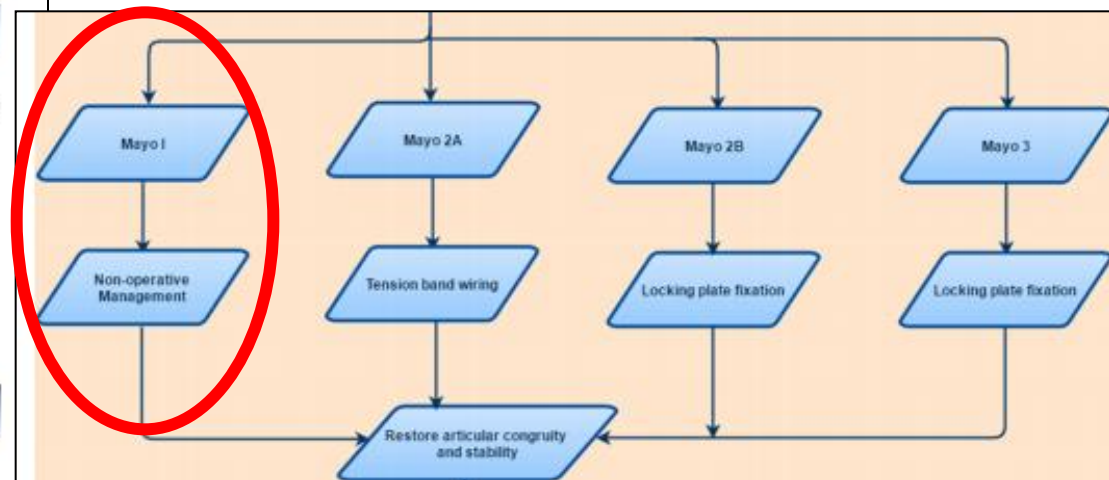 Mayo I
Mayo 2A
Mayo 2B
Mayo 3
Non-operative
Management
Tension band wiring
Locking plate fixation
Locking plate fixation
Restore articular congruity
and stability